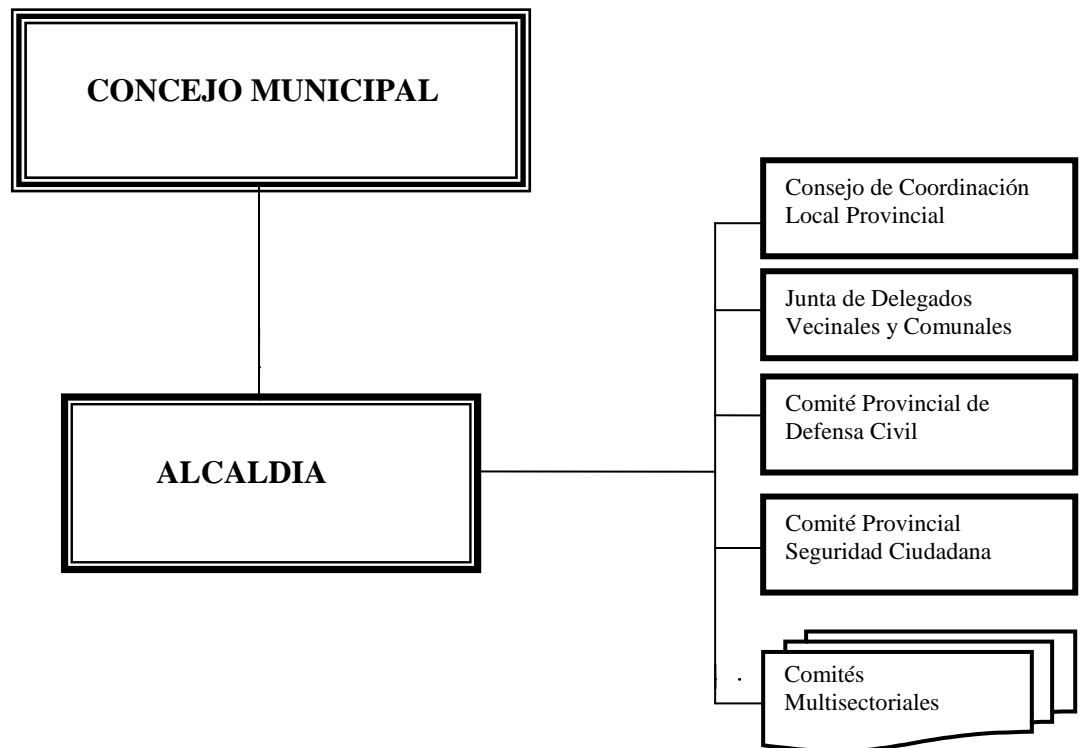 CONCEJO MUNICIPAL
Consejo de Coordinación
Local Provincial
Junta de Delegados
Vecinales y Comunales
Comité Provincial de
Defensa Civil
ALCALDIA
Comité Provincial
Seguridad Ciudadana
Comités
Multisectoriales